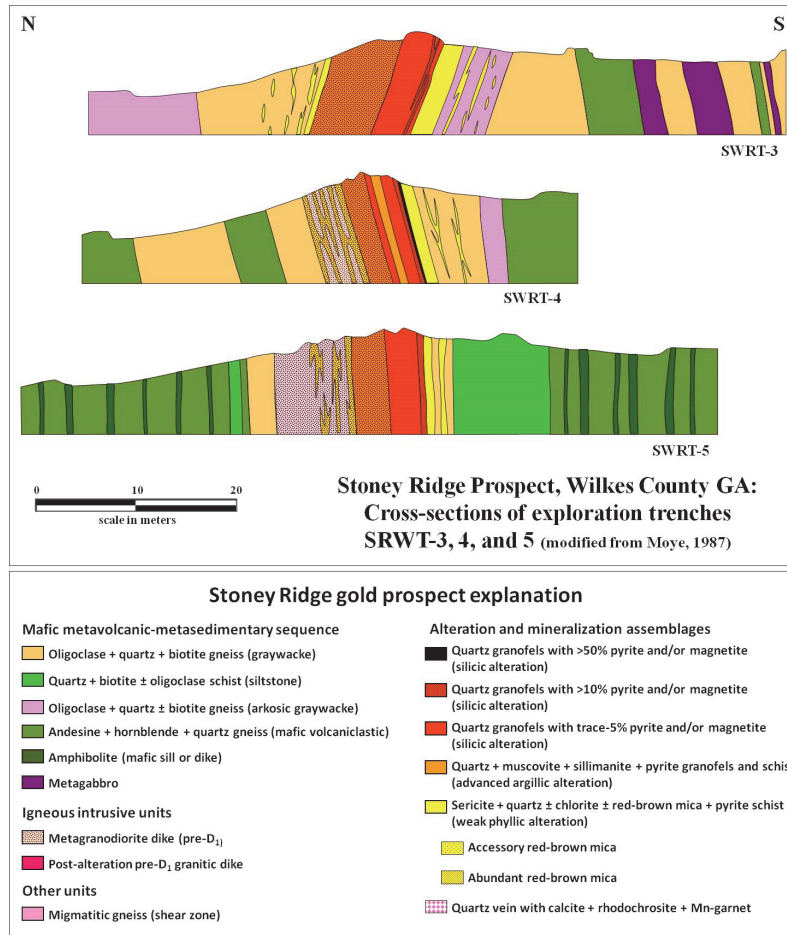 N
S
SWRT-3
SWRT-4
SWRT-5
0 10 20
scale in meters
Stoney Ridge Prospect, Wilkes County GA:
Cross-sections of exploration trenches
SRWT-3, 4, and 5 (modified from Moye, 1987)
Stoney Ridge gold prospect explanation
Mafic metavolcanic-metasedimentary sequence
Oligoclase + quartz + biotite gneiss (graywacke)
Quartz + biotite ± oligoclase schist (siltstone)
Oligoclase + quartz ± biotite gneiss (arkosic graywacke)
Andesine + hornblende + quartz gneiss (mafic volcaniclastic)
Amphibolite (mafic sill or dike)
Metagabbro
Igneous intrusive units
Metagranodiorite dike (pre-D₁)
Post-alteration pre-D₁ granitic dike
Other units
Migmatitic gneiss (shear zone)
Alteration and mineralization assemblages
Quartz granofels with >50% pyrite and/or magnetite
(silicic alteration)
Quartz granofels with >10% pyrite and/or magnetite
(silicic alteration)
Quartz granofels with trace-5% pyrite and/or magnetite
(silicic alteration)
Quartz + muscovite + sillimanite + pyrite granofels and schis
(advanced argillic alteration)
Sericite + quartz ± chlorite ± red-brown mica + pyrite schist
(weak phyllic alteration)
Accessory red-brown mica
Abundant red-brown mica
Quartz vein with calcite + rhodochrosite + Mn-garnet